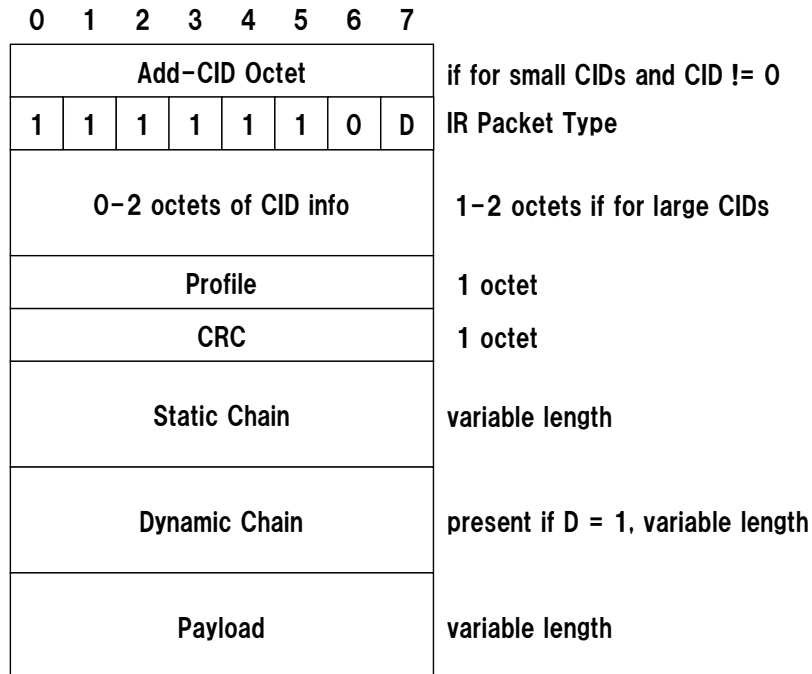 0 1 2 3 4 5 6 7
Add-CID Octet if for small CIDs and CID != 0
1 1 1 1 1 1 0 D IR Packet Type
0-2 octets of CID info 1-2 octets if for large CIDs
Profile 1 octet
CRC 1 octet
Static Chain variable length
Dynamic Chain present if D = 1, variable length
Payload variable length